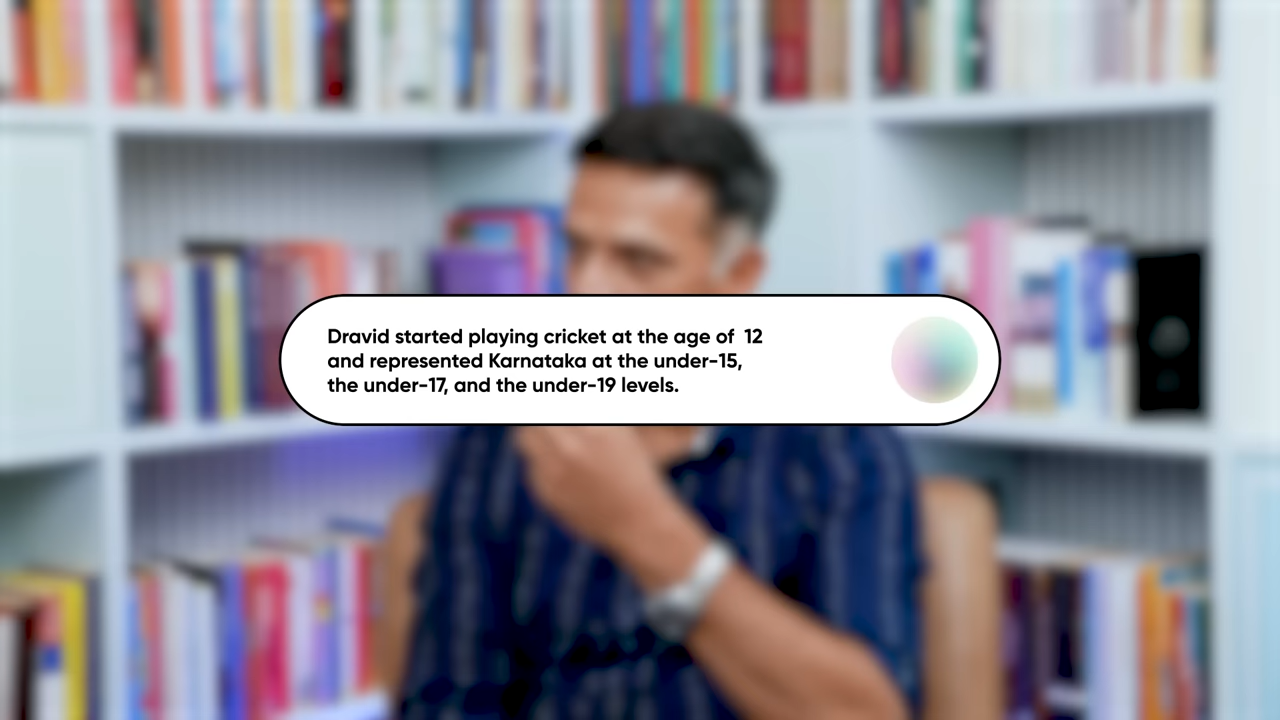 Dravid started playing cricket at the age of  12
and represented Karnataka at the under-15,
the under-17, and the under-19 levels.